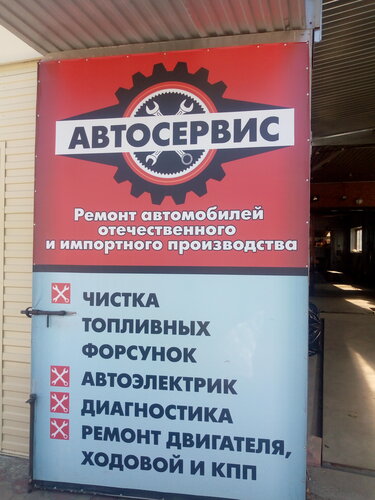 АВТОСЕРВИС
Ремонт автомобилей
отечественного
и импортного производства
ЧИСТКА
ТОПЛИВНЫХ
ФОРСУНОК
АВТОЭЛЕКТРИК
ДИАГНОСТИКА
РЕМОНТ ДВИГАТЕЛЯ,
ХОДОВОЙ И КПП